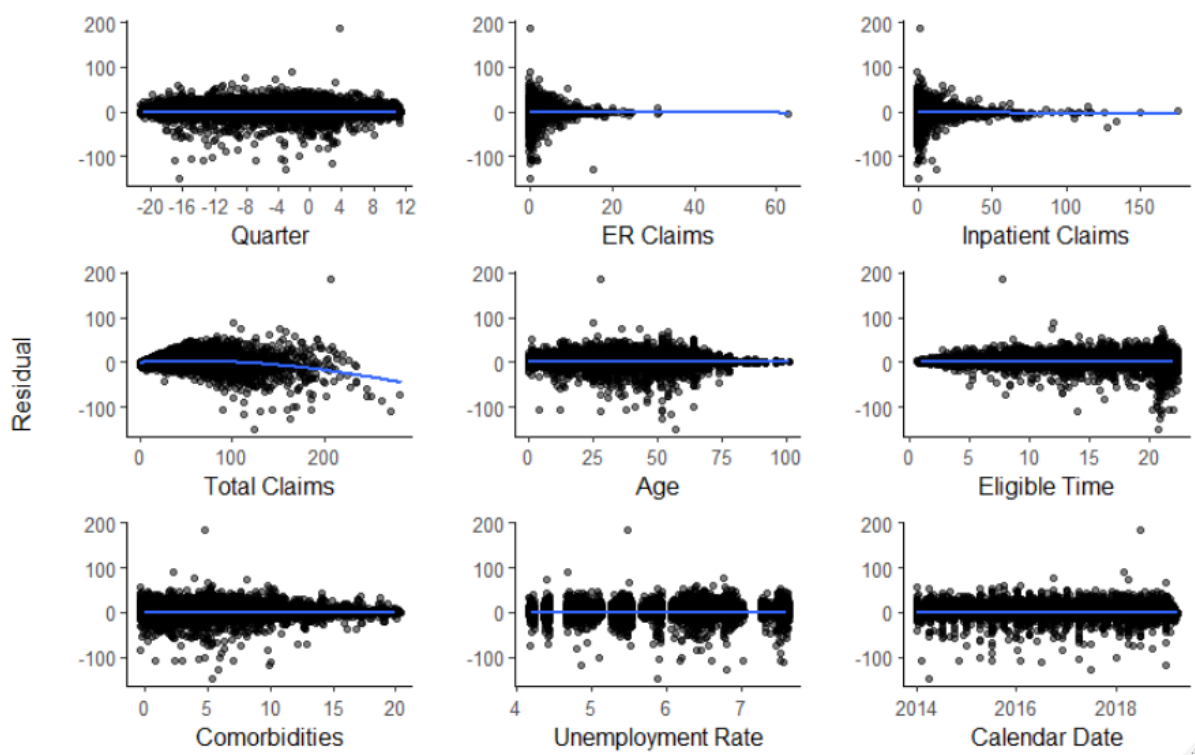 Residual
200
100
0
-100
-20 -16 -12 -8 -4 0 4 8 12
Quarter
200
100
0
-100
0 20 40 60
ER Claims
200
100
0
-100
0 50 100 150
Inpatient Claims
200
100
0
-100
0 100 200
Total Claims
200
100
0
-100
0 25 50 75 100
Age
200
100
0
-100
0 5 10 15 20
Eligible Time
200
100
0
-100
0 5 10 15 20
Comorbidities
200
100
0
-100
4 5 6 7
Unemployment Rate
200
100
0
-100
2014 2016 2018
Calendar Date